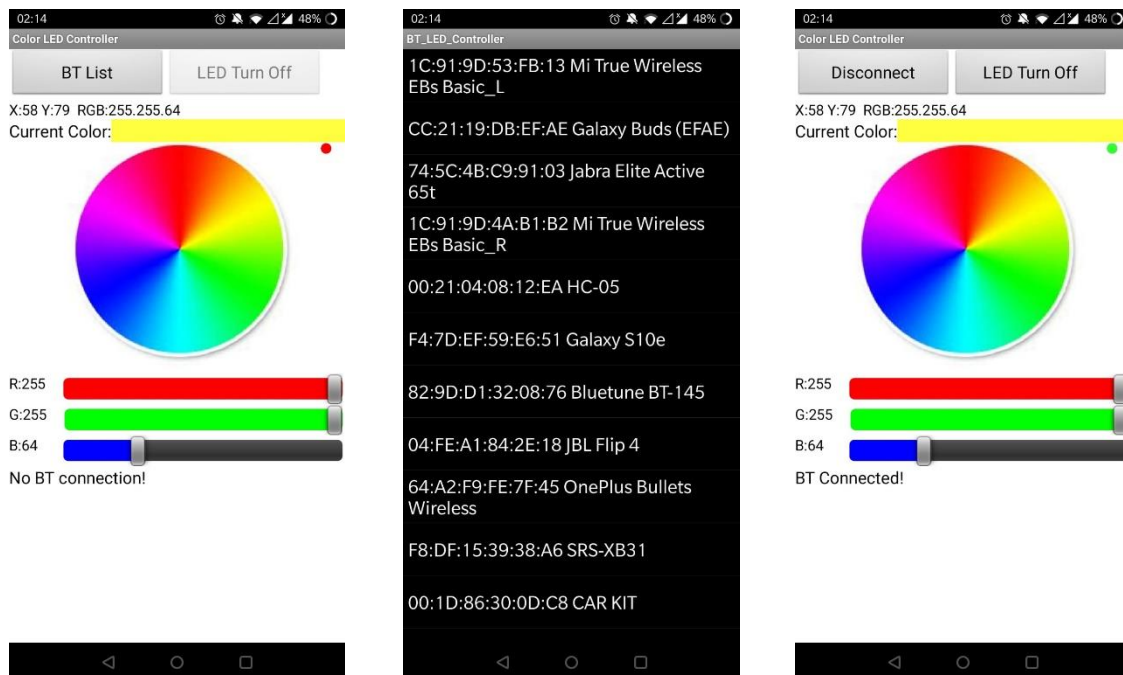 02:14
48%
Color LED Controller
BT List
LED Turn Off
X:58 Y:79 RGB:255.255.64
Current Color:
R:255
G:255
B:64
No BT connection!
02:14
48%
BT_LED_Controller
1C:91:9D:53:FB:13 Mi True Wireless
EBs Basic_L
CC:21:19:DB:EF:AE Galaxy Buds (EFAE)
74:5C:4B:C9:91:03 Jabra Elite Active
65t
1C:91:9D:4A:B1:B2 Mi True Wireless
EBs Basic_R
00:21:04:08:12:EA HC-05
F4:7D:EF:59:E6:51 Galaxy S10e
82:9D:D1:32:08:76 Bluetune BT-145
04:FE:A1:84:2E:18 JBL Flip 4
64:A2:F9:FE:7F:45 OnePlus Bullets
Wireless
F8:DF:15:39:38:A6 SRS-XB31
00:1D:86:30:0D:C8 CAR KIT
02:14
48%
Color LED Controller
Disconnect
LED Turn Off
X:58 Y:79 RGB:255.255.64
Current Color:
R:255
G:255
B:64
BT Connected!